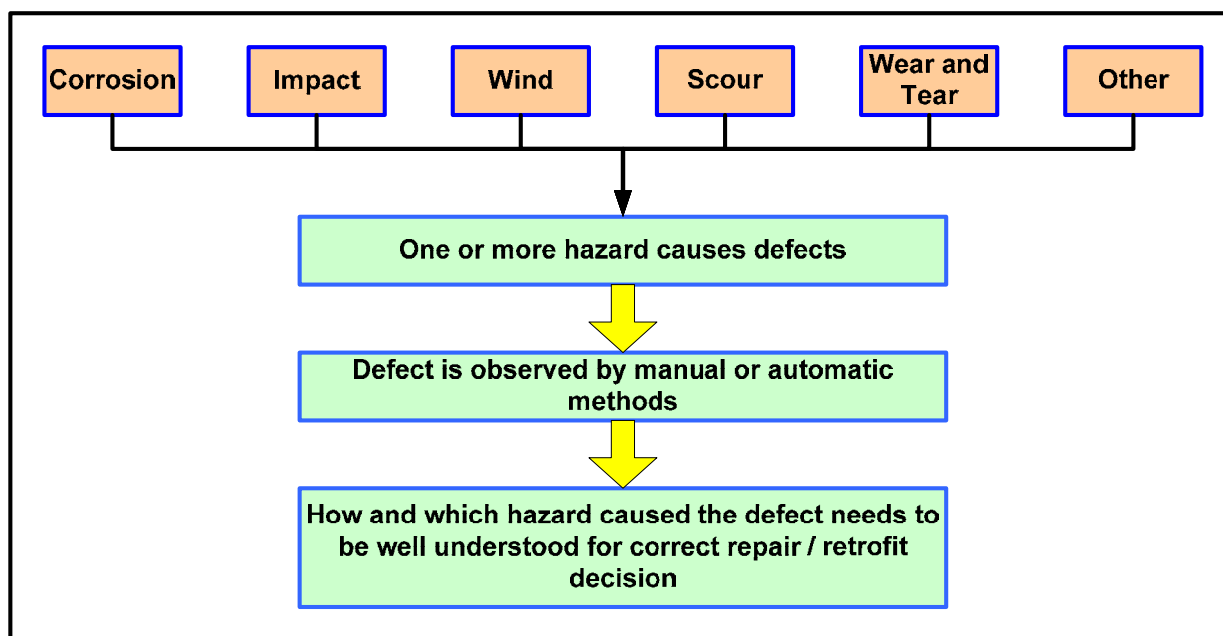 Corrosion
Impact
Wind
Scour
Wear and
Tear
Other
One or more hazard causes defects
Defect is observed by manual or automatic
methods
How and which hazard caused the defect needs to
be well understood for correct repair / retrofit
decision